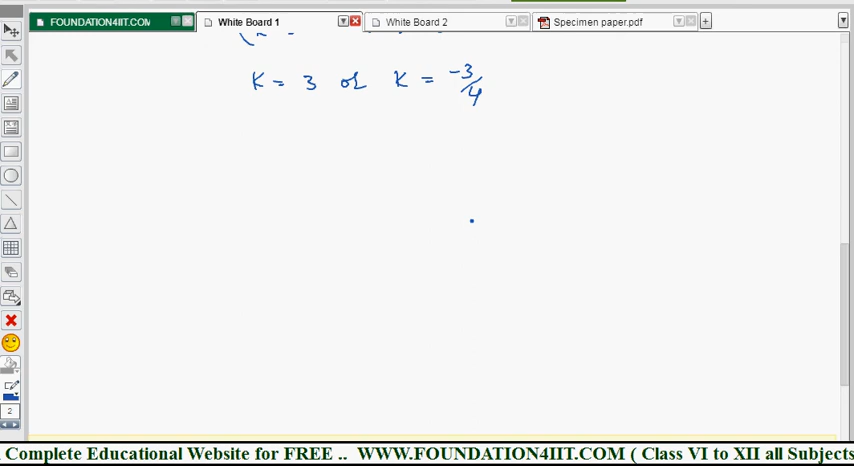 FOUNDATION4IIT.COM
White Board 1
White Board 2
Specimen paper.pdf
K = 3 or K = -3/4
2
Complete Educational Website for FREE .. WWW.FOUNDATION4IIT.COM ( Class VI to XII all Subjects